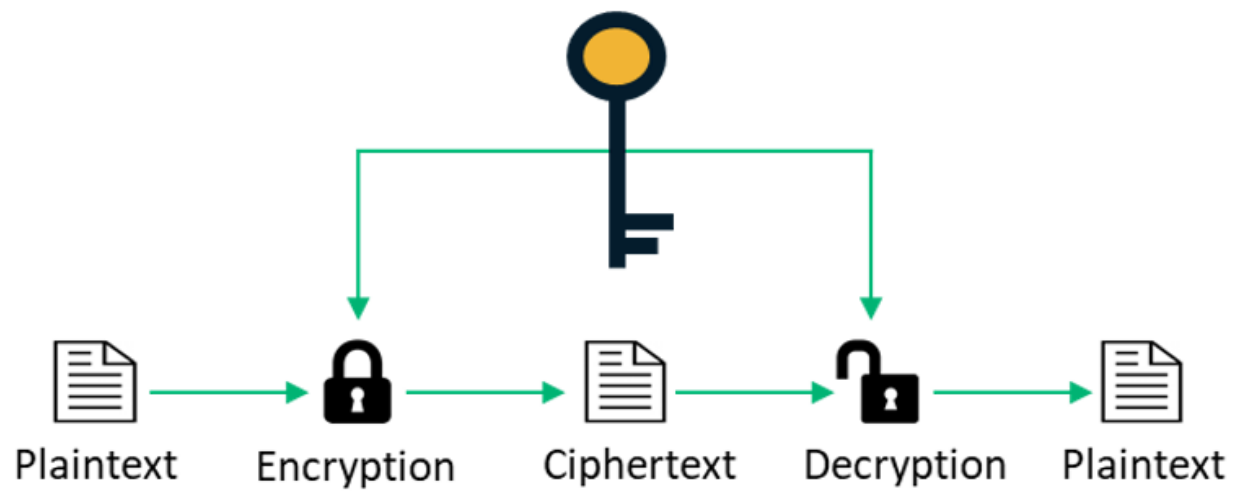 Plaintext
Encryption
Ciphertext
Decryption
Plaintext